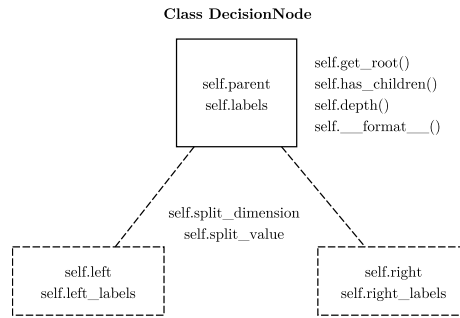 Class DecisionNode
self.parent
self.labels
self.get_root()
self.has_children()
self.depth()
self.__format__()
self.split_dimension
self.split_value
self.left
self.left_labels
self.right
self.right_labels